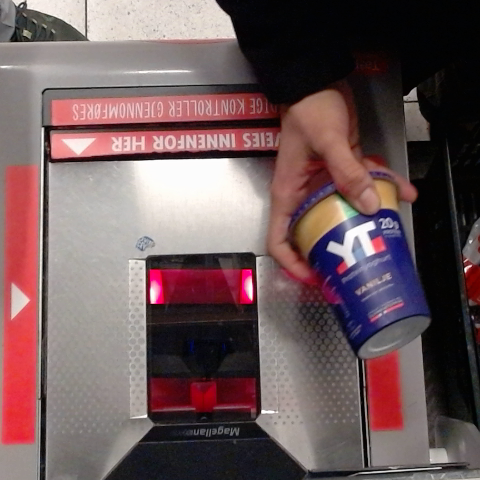 KONTROLLER GJENNOMFØRES
VEIES INNENFOR HER
YT
20g
VANILJE
Magellan